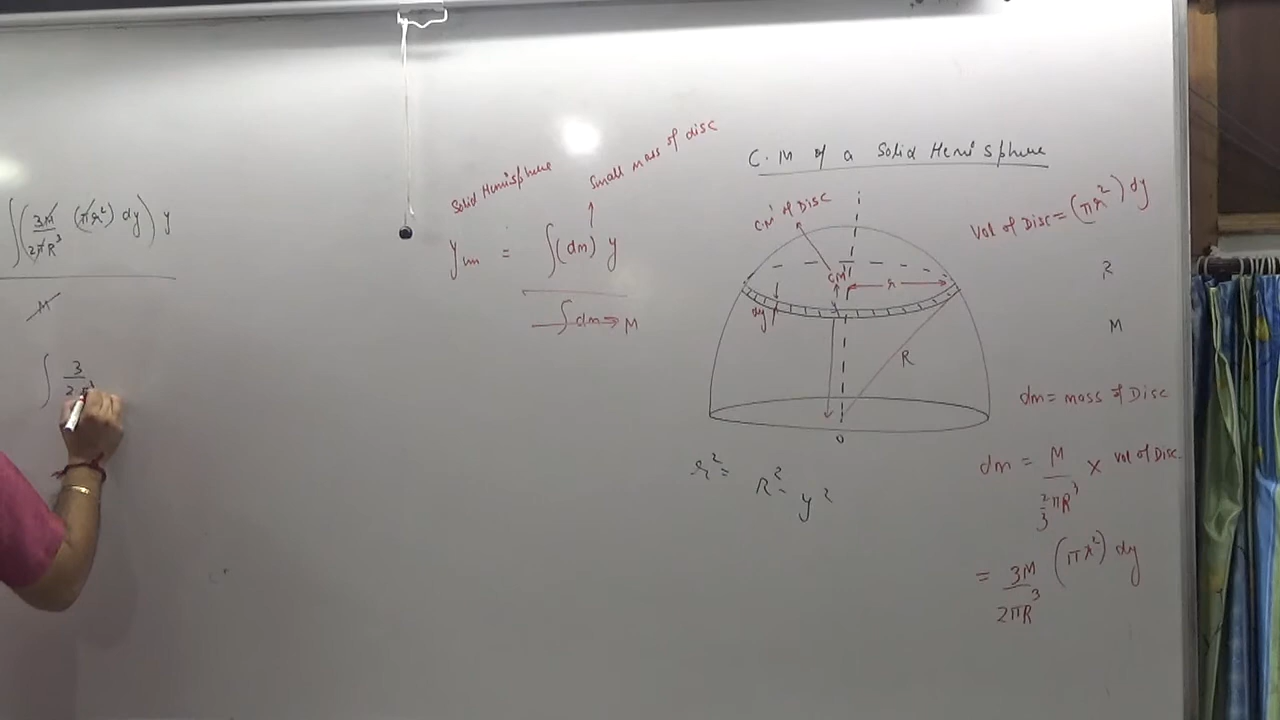 C.M of a Solid Hemisphere
CM' of Disc
CM'
r
dy
R
O
r² = R² - y²
Vol of Disc = (πr²) dy
R
M
dm = mass of Disc
dm = M / (2/3 πR³) × Vol of Disc
= 3M / 2πR³ (πr²) dy
Solid Hemisphere
Small mass of disc
ym = ∫(dm) y
∫dm → M
∫(3M / 2πR³ (πr²) dy) y
M
∫ 3
2 R³